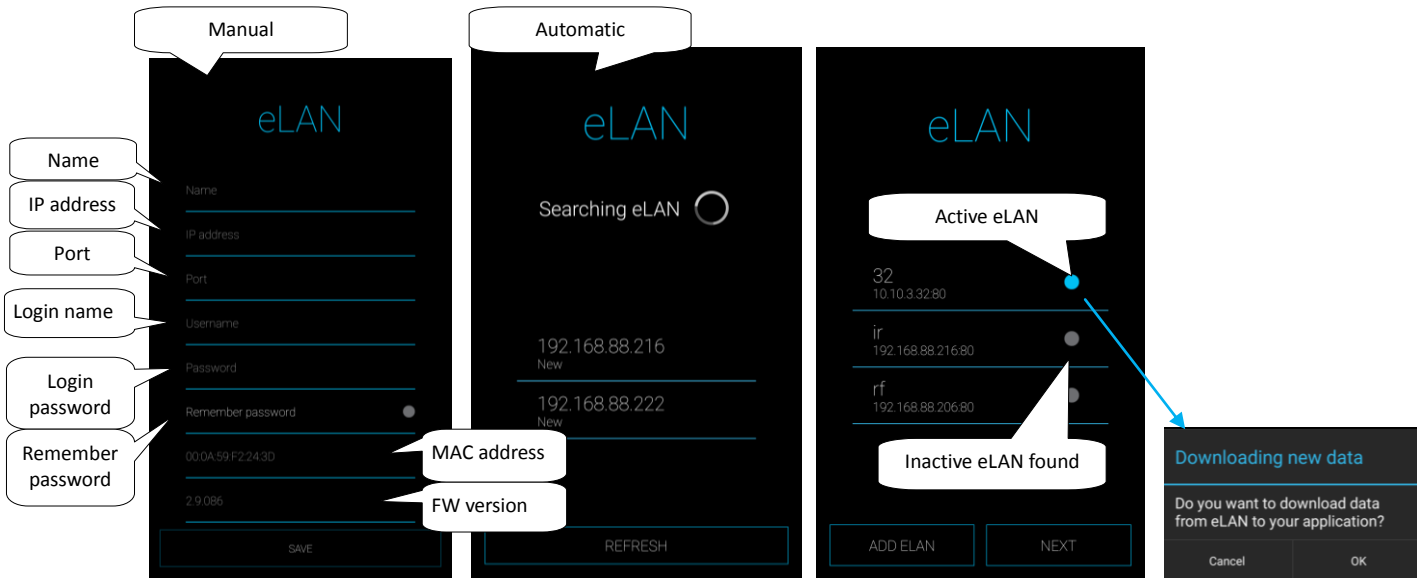 Manual
eLAN
Name
IP address
Port
Login name
Login
password
Remember
password
Name
IP address
Port
Username
Password
Remember password
00:0A:59:F2:24:3D
2.9.086
MAC address
FW version
SAVE
Automatic
eLAN
Searching eLAN
192.168.88.216
New
192.168.88.222
New
REFRESH
eLAN
Active eLAN
32
10.10.3.32:80
ir
192.168.88.216:80
rf
192.168.88.206:80
Inactive eLAN found
ADD ELAN
NEXT
Downloading new data
Do you want to download data
from eLAN to your application?
Cancel
OK